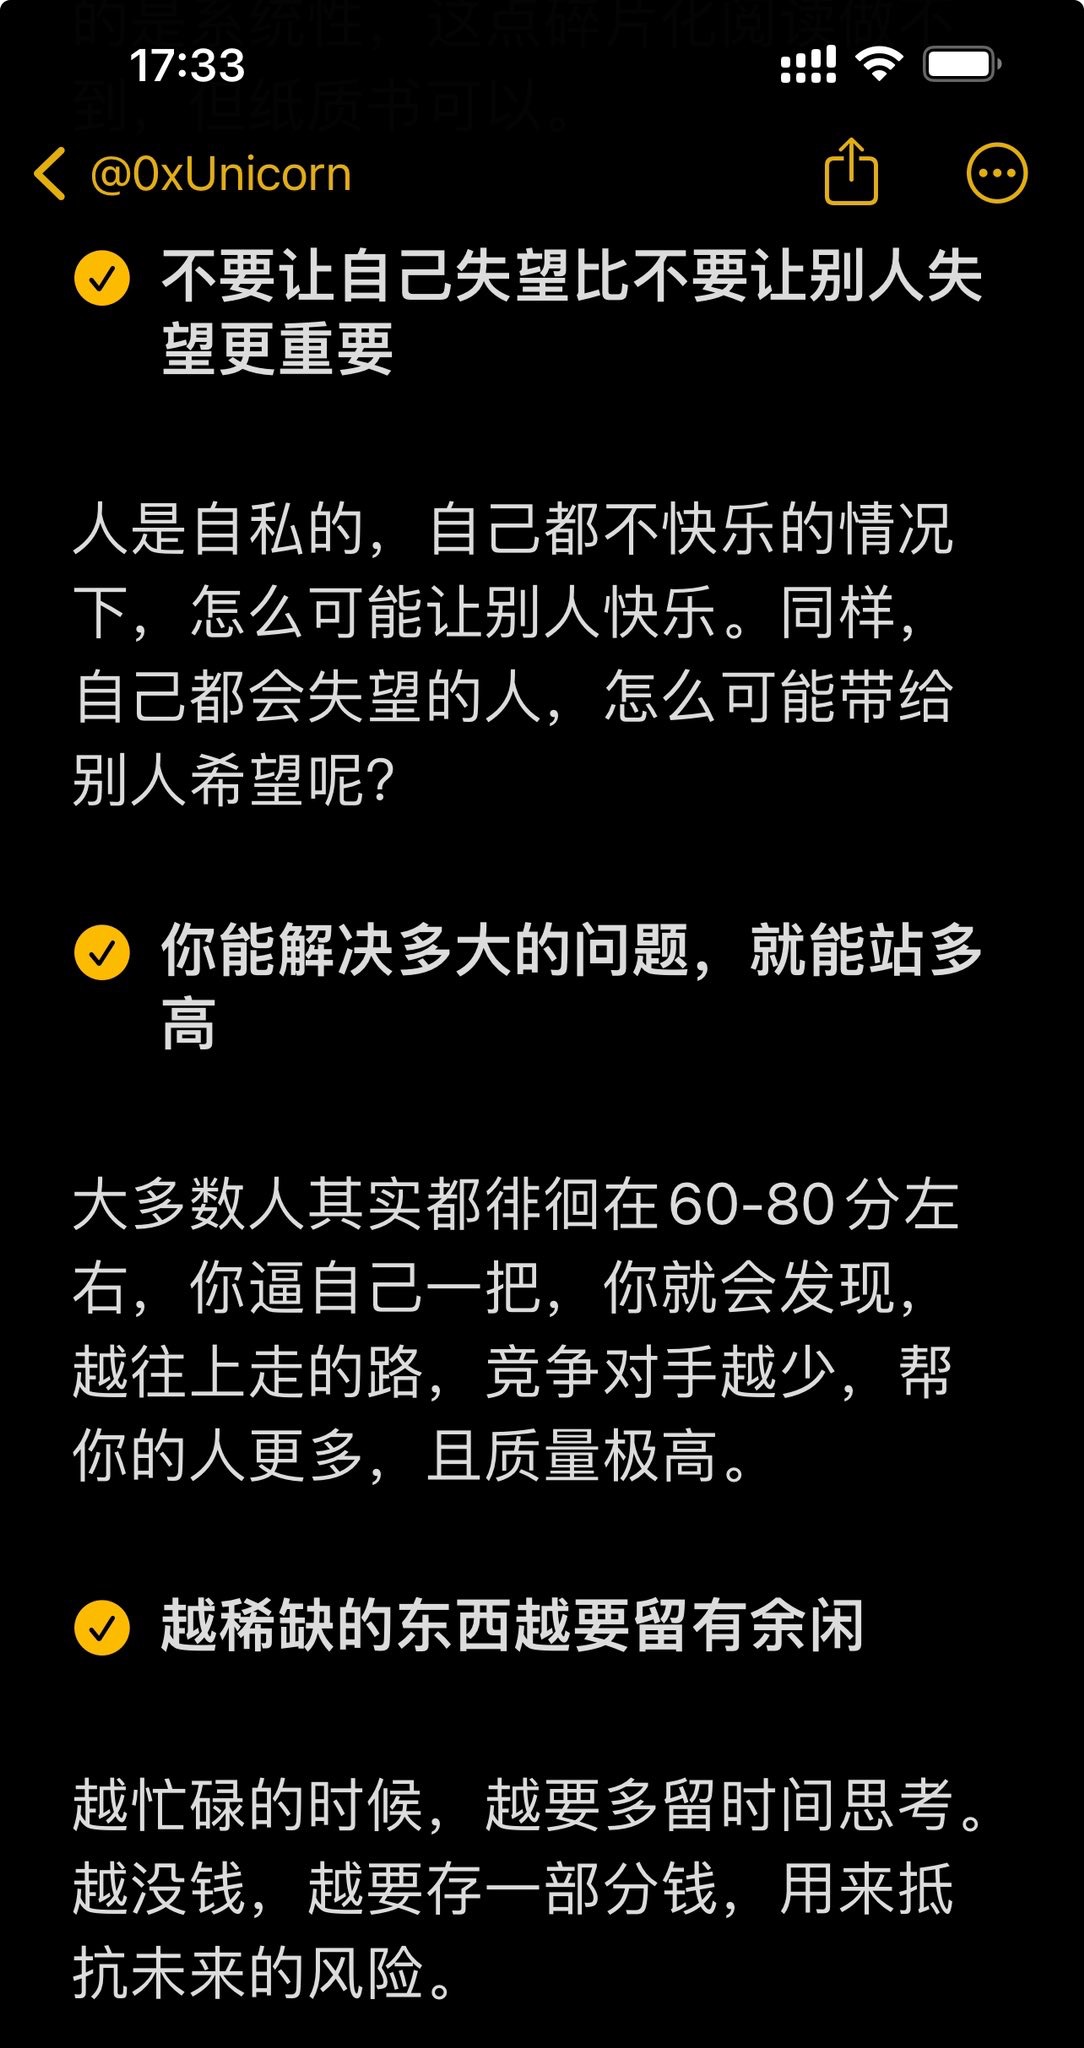 的是系统性，这点碎片化阅读做不
17:33
到，但纸质书可以。
@0xUnicorn
不要让自己失望比不要让别人失
望更重要
人是自私的，自己都不快乐的情况
下，怎么可能让别人快乐。同样，
自己都会失望的人，怎么可能带给
别人希望呢?
你能解决多大的问题，就能站多
高
大多数人其实都徘徊在60-80分左
右，你逼自己一把，你就会发现，
越往上走的路，竞争对手越少，帮
你的人更多，且质量极高。
越稀缺的东西越要留有余闲
越忙碌的时候，越要多留时间思考。
越没钱，越要存一部分钱，用来抵
抗未来的风险。